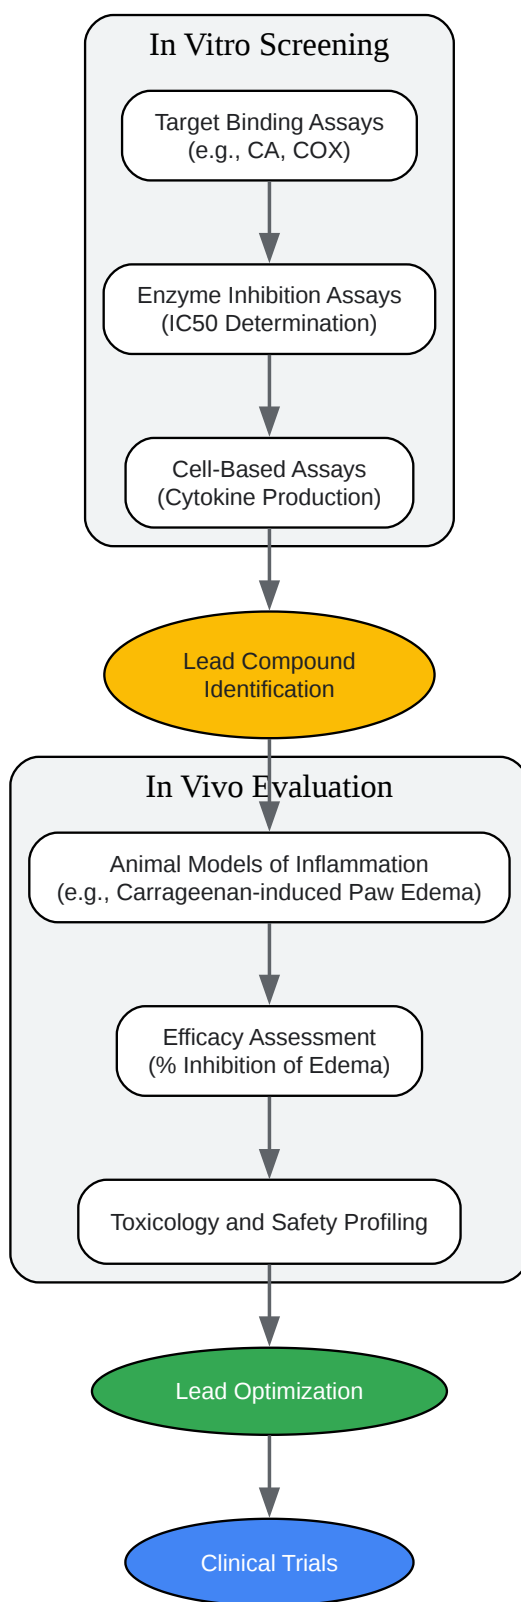 In Vitro Screening
Target Binding Assays
(e.g., CA, COX)
Enzyme Inhibition Assays
(IC50 Determination)
Cell-Based Assays
(Cytokine Production)
Lead Compound
Identification
In Vivo Evaluation
Animal Models of Inflammation
(e.g., Carrageenan-induced Paw Edema)
Efficacy Assessment
(% Inhibition of Edema)
Toxicology and Safety Profiling
Lead Optimization
Clinical Trials